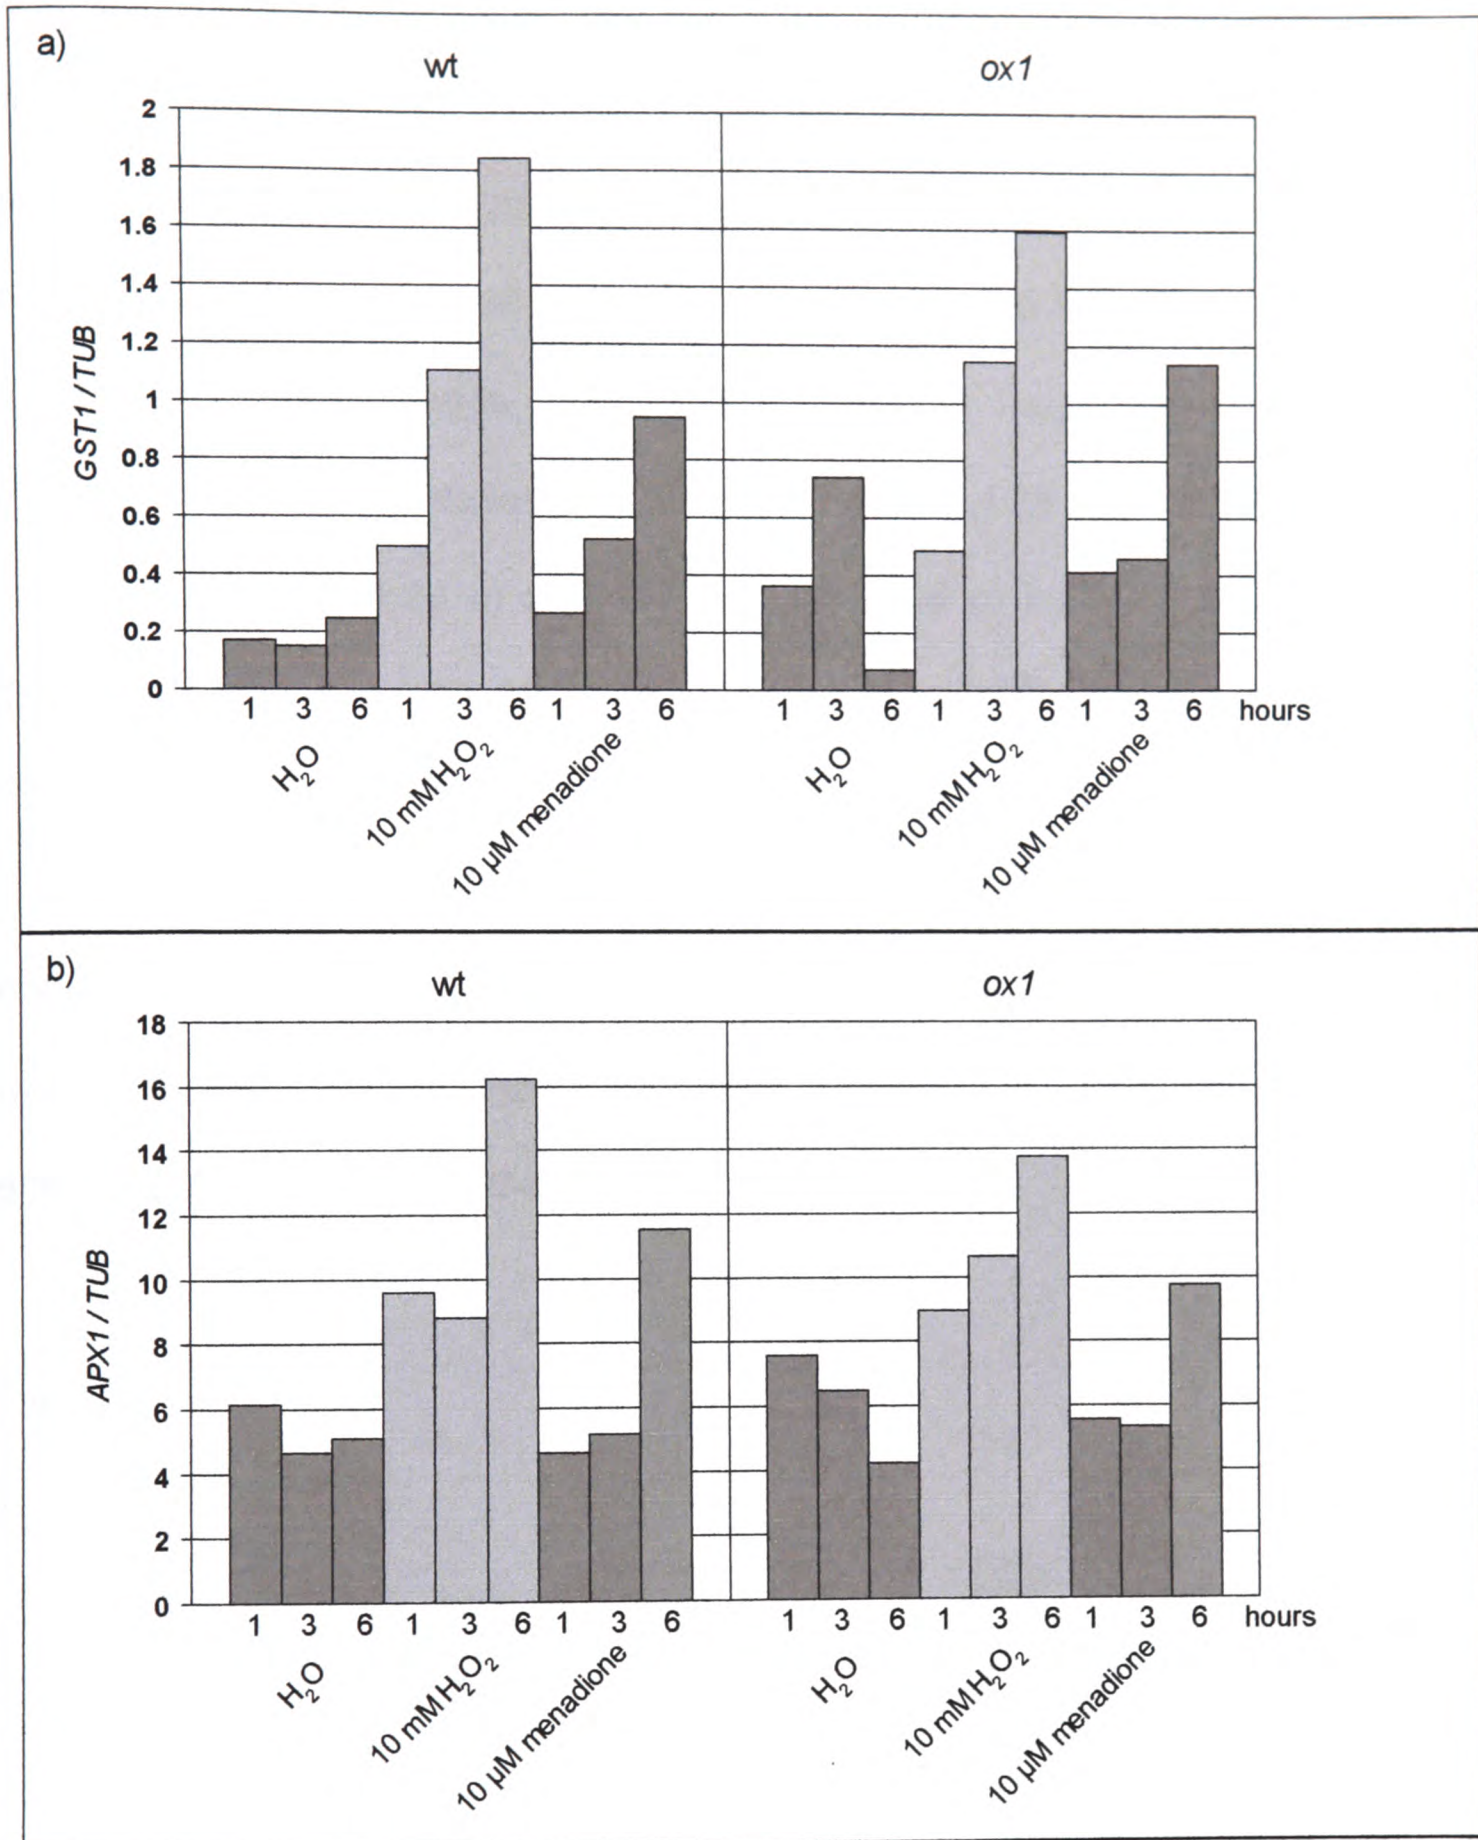 a)
wt ox1
2
1.8
1.6
1.4
1.2
1
0.8
0.6
0.4
0.2
0
GST1 / TUB
1 3 6 1 3 6 1 3 6 1 3 6 1 3 6 1 3 6 hours
H₂O 10 mM H₂O₂ 10 µM menadione H₂O 10 mM H₂O₂ 10 µM menadione
b)
wt ox1
18
16
14
12
10
8
6
4
2
0
APX1 / TUB
1 3 6 1 3 6 1 3 6 1 3 6 1 3 6 1 3 6 hours
H₂O 10 mM H₂O₂ 10 µM menadione H₂O 10 mM H₂O₂ 10 µM menadione